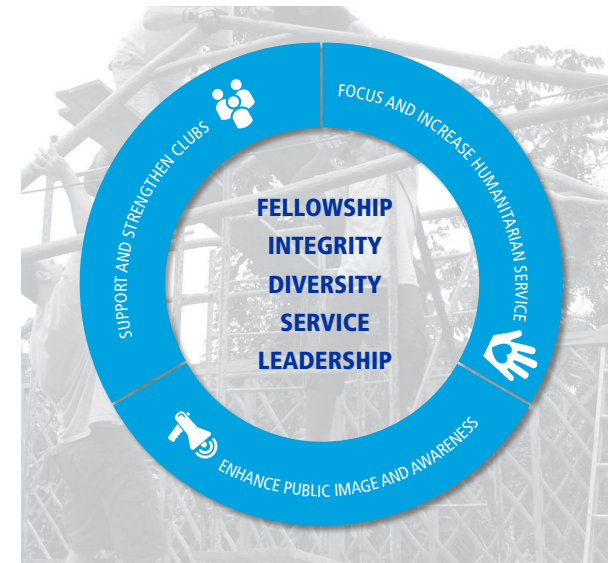 SUPPORT AND STRENGTHEN CLUBS
FOCUS AND INCREASE HUMANITARIAN SERVICE
FELLOWSHIP
INTEGRITY
DIVERSITY
SERVICE
LEADERSHIP
ENHANCE PUBLIC IMAGE AND AWARENESS